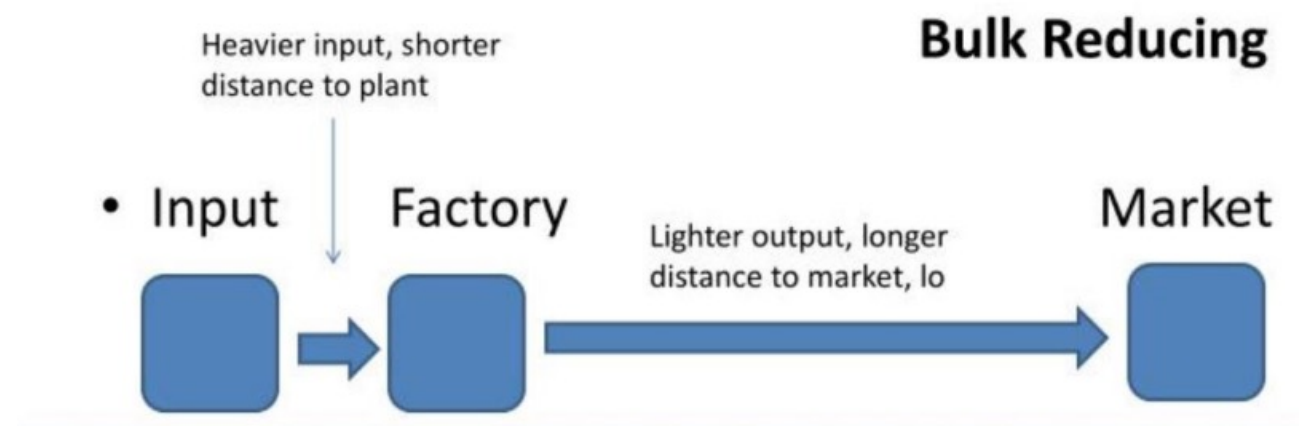 Bulk Reducing
Heavier input, shorter
distance to plant
• Input
Factory
Market
Lighter output, longer
distance to market, lo